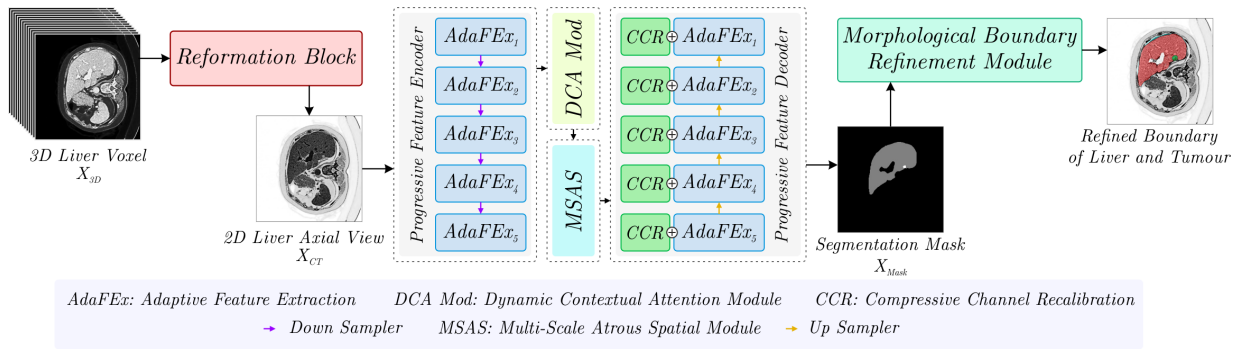 3D Liver Voxel
X3D
Reformation Block
2D Liver Axial View
XCT
Progressive Feature Encoder
AdaFEx1
AdaFEx2
AdaFEx3
AdaFEx4
AdaFEx5
DCA Mod
MSAS
CCR ⊕ AdaFEx1
CCR ⊕ AdaFEx2
CCR ⊕ AdaFEx3
CCR ⊕ AdaFEx4
CCR ⊕ AdaFEx5
Progressive Feature Decoder
Morphological Boundary
Refinement Module
Segmentation Mask
XMask
Refined Boundary
of Liver and Tumour
AdaFEx: Adaptive Feature Extraction DCA Mod: Dynamic Contextual Attention Module CCR: Compressive Channel Recalibration
Down Sampler MSAS: Multi-Scale Atrous Spatial Module Up Sampler